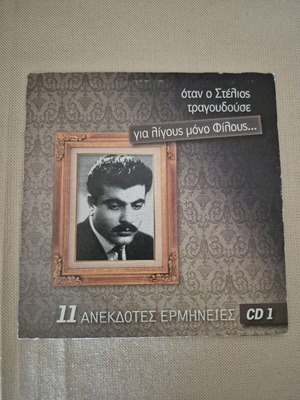 όταν ο Στέλιος
τραγουδούσε
για λίγους μόνο Φίλους...
11 ΑΝΕΚΔΟΤΕΣ ΕΡΜΗΝΕΙΕΣ CD 1